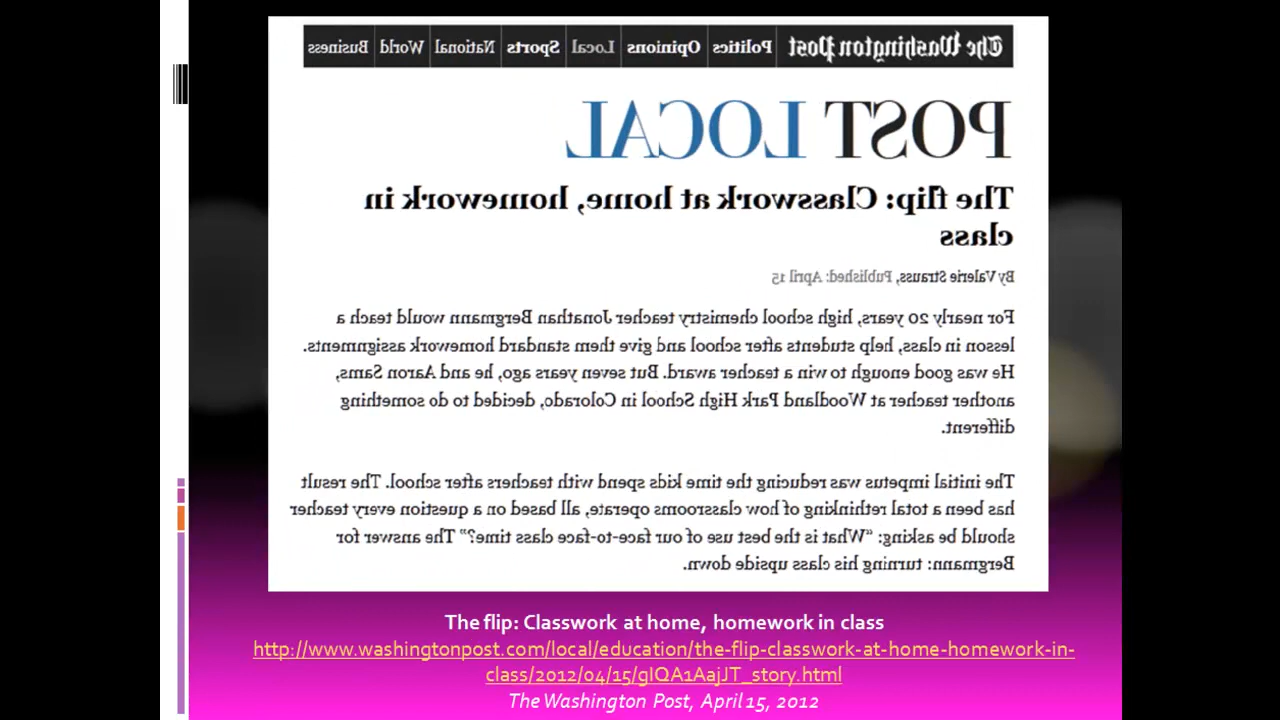 The Washington Post Politics Opinions Local Sports National World Business
POST LOCAL
The flip: Classwork at home, homework in
class
By Valerie Strauss, Published: April 15
For nearly 20 years, high school chemistry teacher Jonathan Bergmann would teach a
lesson in class, help students after school and give them standard homework assignments.
He was good enough to win a teacher award. But seven years ago, he and Aaron Sams,
another teacher at Woodland Park High School in Colorado, decided to do something
different.
The initial impetus was reducing the time kids spend with teachers after school. The result
has been a total rethinking of how classrooms operate, all based on a question every teacher
should be asking: “What is the best use of our face-to-face class time?” The answer for
Bergmann: turning his class upside down.
The flip: Classwork at home, homework in class
http://www.washingtonpost.com/local/education/the-flip-classwork-at-home-homework-in-
class/2012/04/15/gIQA1AajJT_story.html
The Washington Post, April 15, 2012